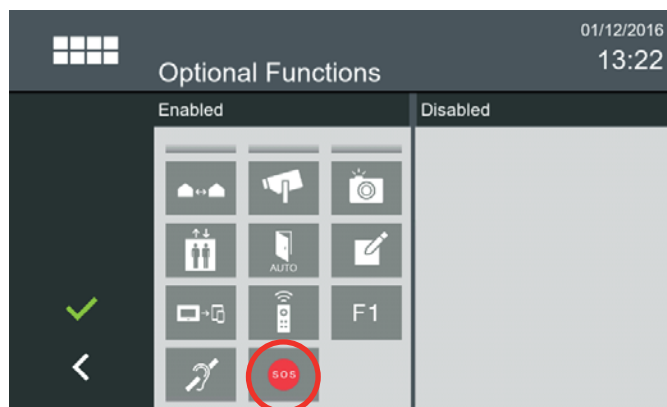 01/12/2016
13:22
Optional Functions
Enabled
Disabled
AUTO
F1
SOS